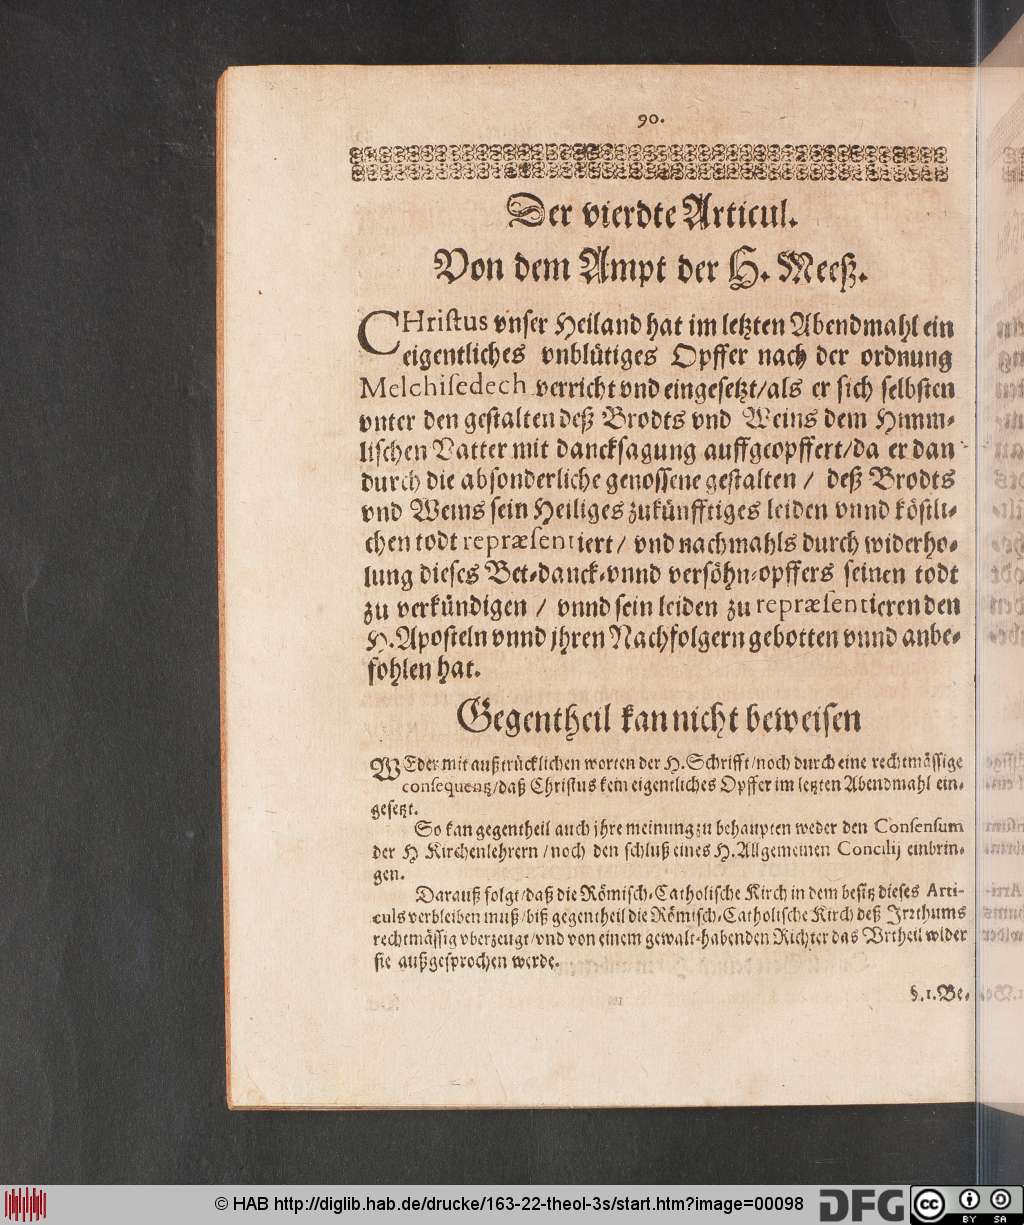 90.
Der vierdte Articul.
Von dem Ampt der H. Meeß.
CHristus vnser Heiland hat im letzten Abendmahl ein
eigentliches vnblütiges Opffer nach der ordnung
Melchisedech verricht vnd eingesetzt/als er sich selbsten
vnter den gestalten deß Brodts vnd Weins dem Himm-
lischen Vatter mit dancksagung auffgeopffert/da er dan
durch die absonderliche genossene gestalten / deß Brodts
vnd Weins sein Heiliges zukünfftiges leiden vnnd köstli-
chen todt repræsentiert/ vnd nachmahls durch widerho-
lung dieses Bet-danck-vnnd versöhn-opffers seinen todt
zu verkündigen / vnnd sein leiden zu repræsentieren den
H. Aposteln vnnd jhren Nachfolgern gebotten vnnd anbe-
fohlen hat.
Gegentheil kan nicht beweisen
WEder mit außtrücklichen worten der H. Schrifft/noch durch eine rechtmässige
consequentz/daß Christus kein eigentliches Opffer im letzten Abendmahl ein-
gesetzt.
So kan gegentheil auch jhre meinung zu behaupten weder den Consensum
der H Kirchenlehrern/noch den schluß eines H. Allgemeinen Concilij einbrin-
gen.
Darauß folgt/daß die Römisch-Catholische Kirch in dem besitz dieses Arti-
culs verbleiben muß/biß gegentheil die Römisch-Catholische Kirch deß Irrthums
rechtmässig vberzeugt/vnd von einem gewalt-habenden Richter das Vrtheil wider
sie außgesprochen werde.
§.1.Be-
© HAB http://diglib.hab.de/drucke/163-22-theol-3s/start.htm?image=00098
DFG
cc
BY SA